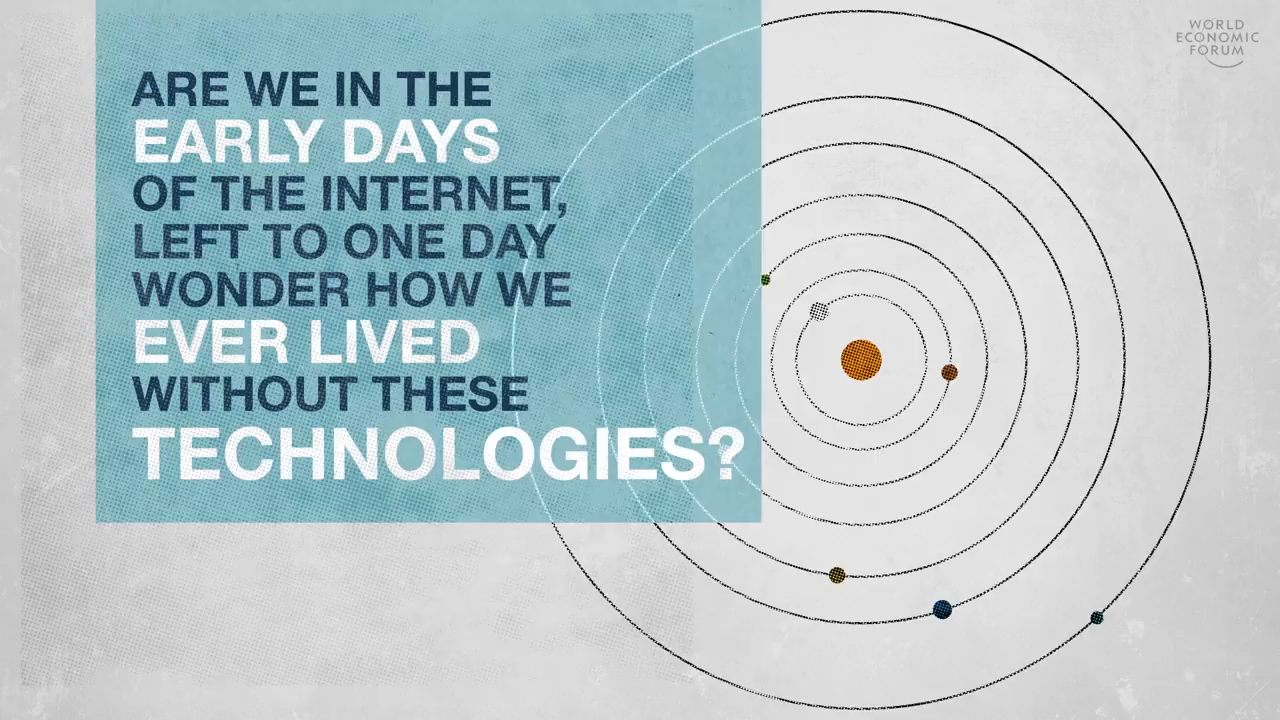 ARE WE IN THE
EARLY DAYS
OF THE INTERNET,
LEFT TO ONE DAY
WONDER HOW WE
EVER LIVED
WITHOUT THESE
TECHNOLOGIES?
WORLD
ECONOMIC
FORUM